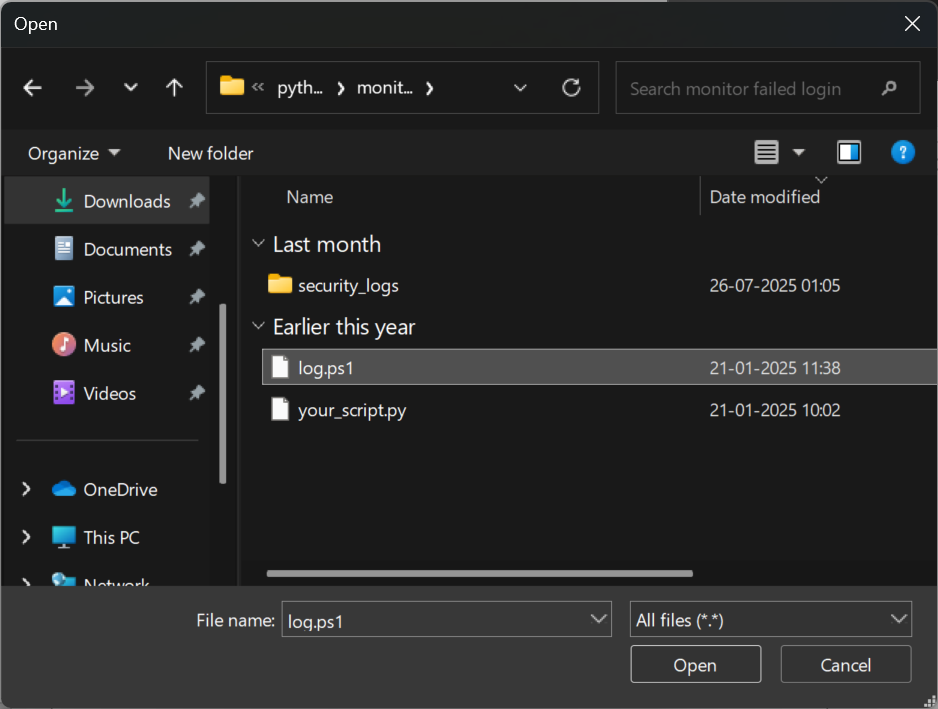 Open
« pyth... › monit... ›
Search monitor failed login
Organize
New folder
?
Downloads
Documents
Pictures
Music
Videos
OneDrive
This PC
Network
Name
Date modified
Last month
security_logs 26-07-2025 01:05
Earlier this year
log.ps1 21-01-2025 11:38
your_script.py 21-01-2025 10:02
File name: log.ps1
All files (*.*)
Open
Cancel